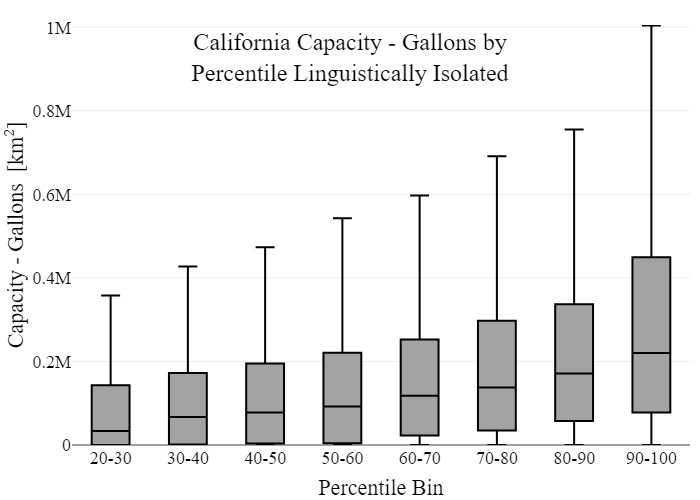 California Capacity - Gallons by
Percentile Linguistically Isolated
Capacity - Gallons [km²]
1M
0.8M
0.6M
0.4M
0.2M
0
20-30 30-40 40-50 50-60 60-70 70-80 80-90 90-100
Percentile Bin